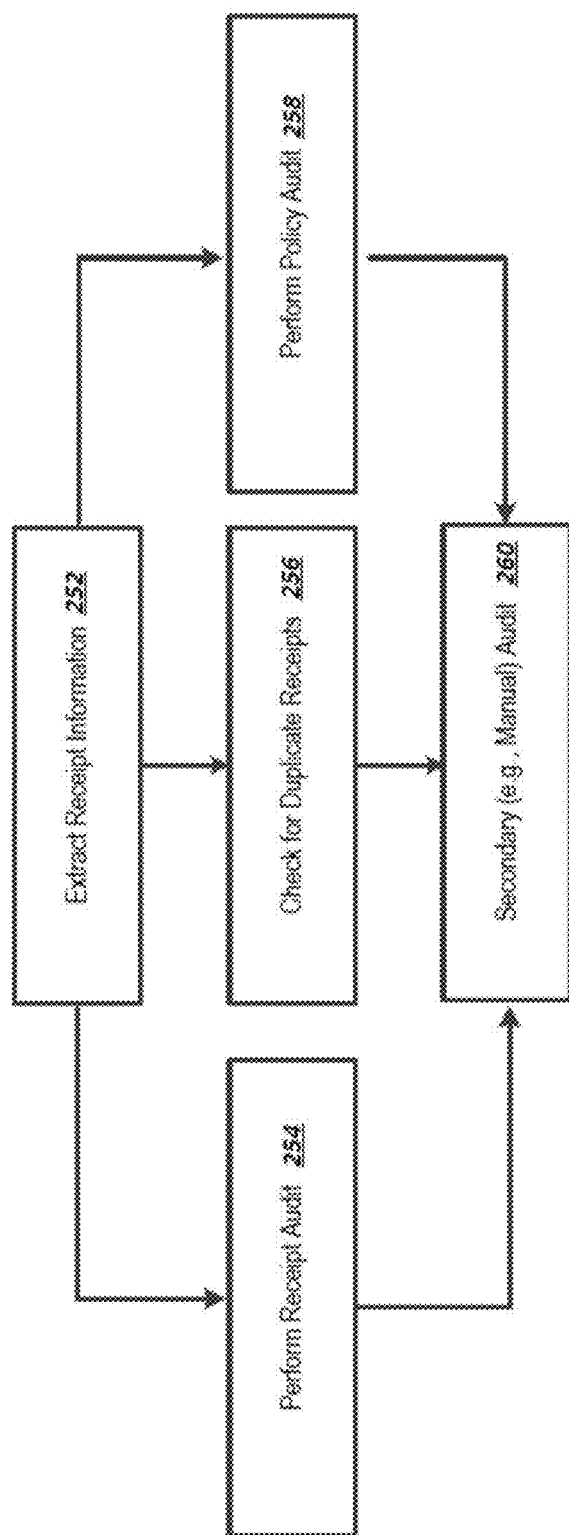 Extract Receipt Information 252
Perform Receipt Audit 254
Check for Duplicate Receipts 256
Perform Policy Audit 258
Secondary (e.g., Manual) Audit 260